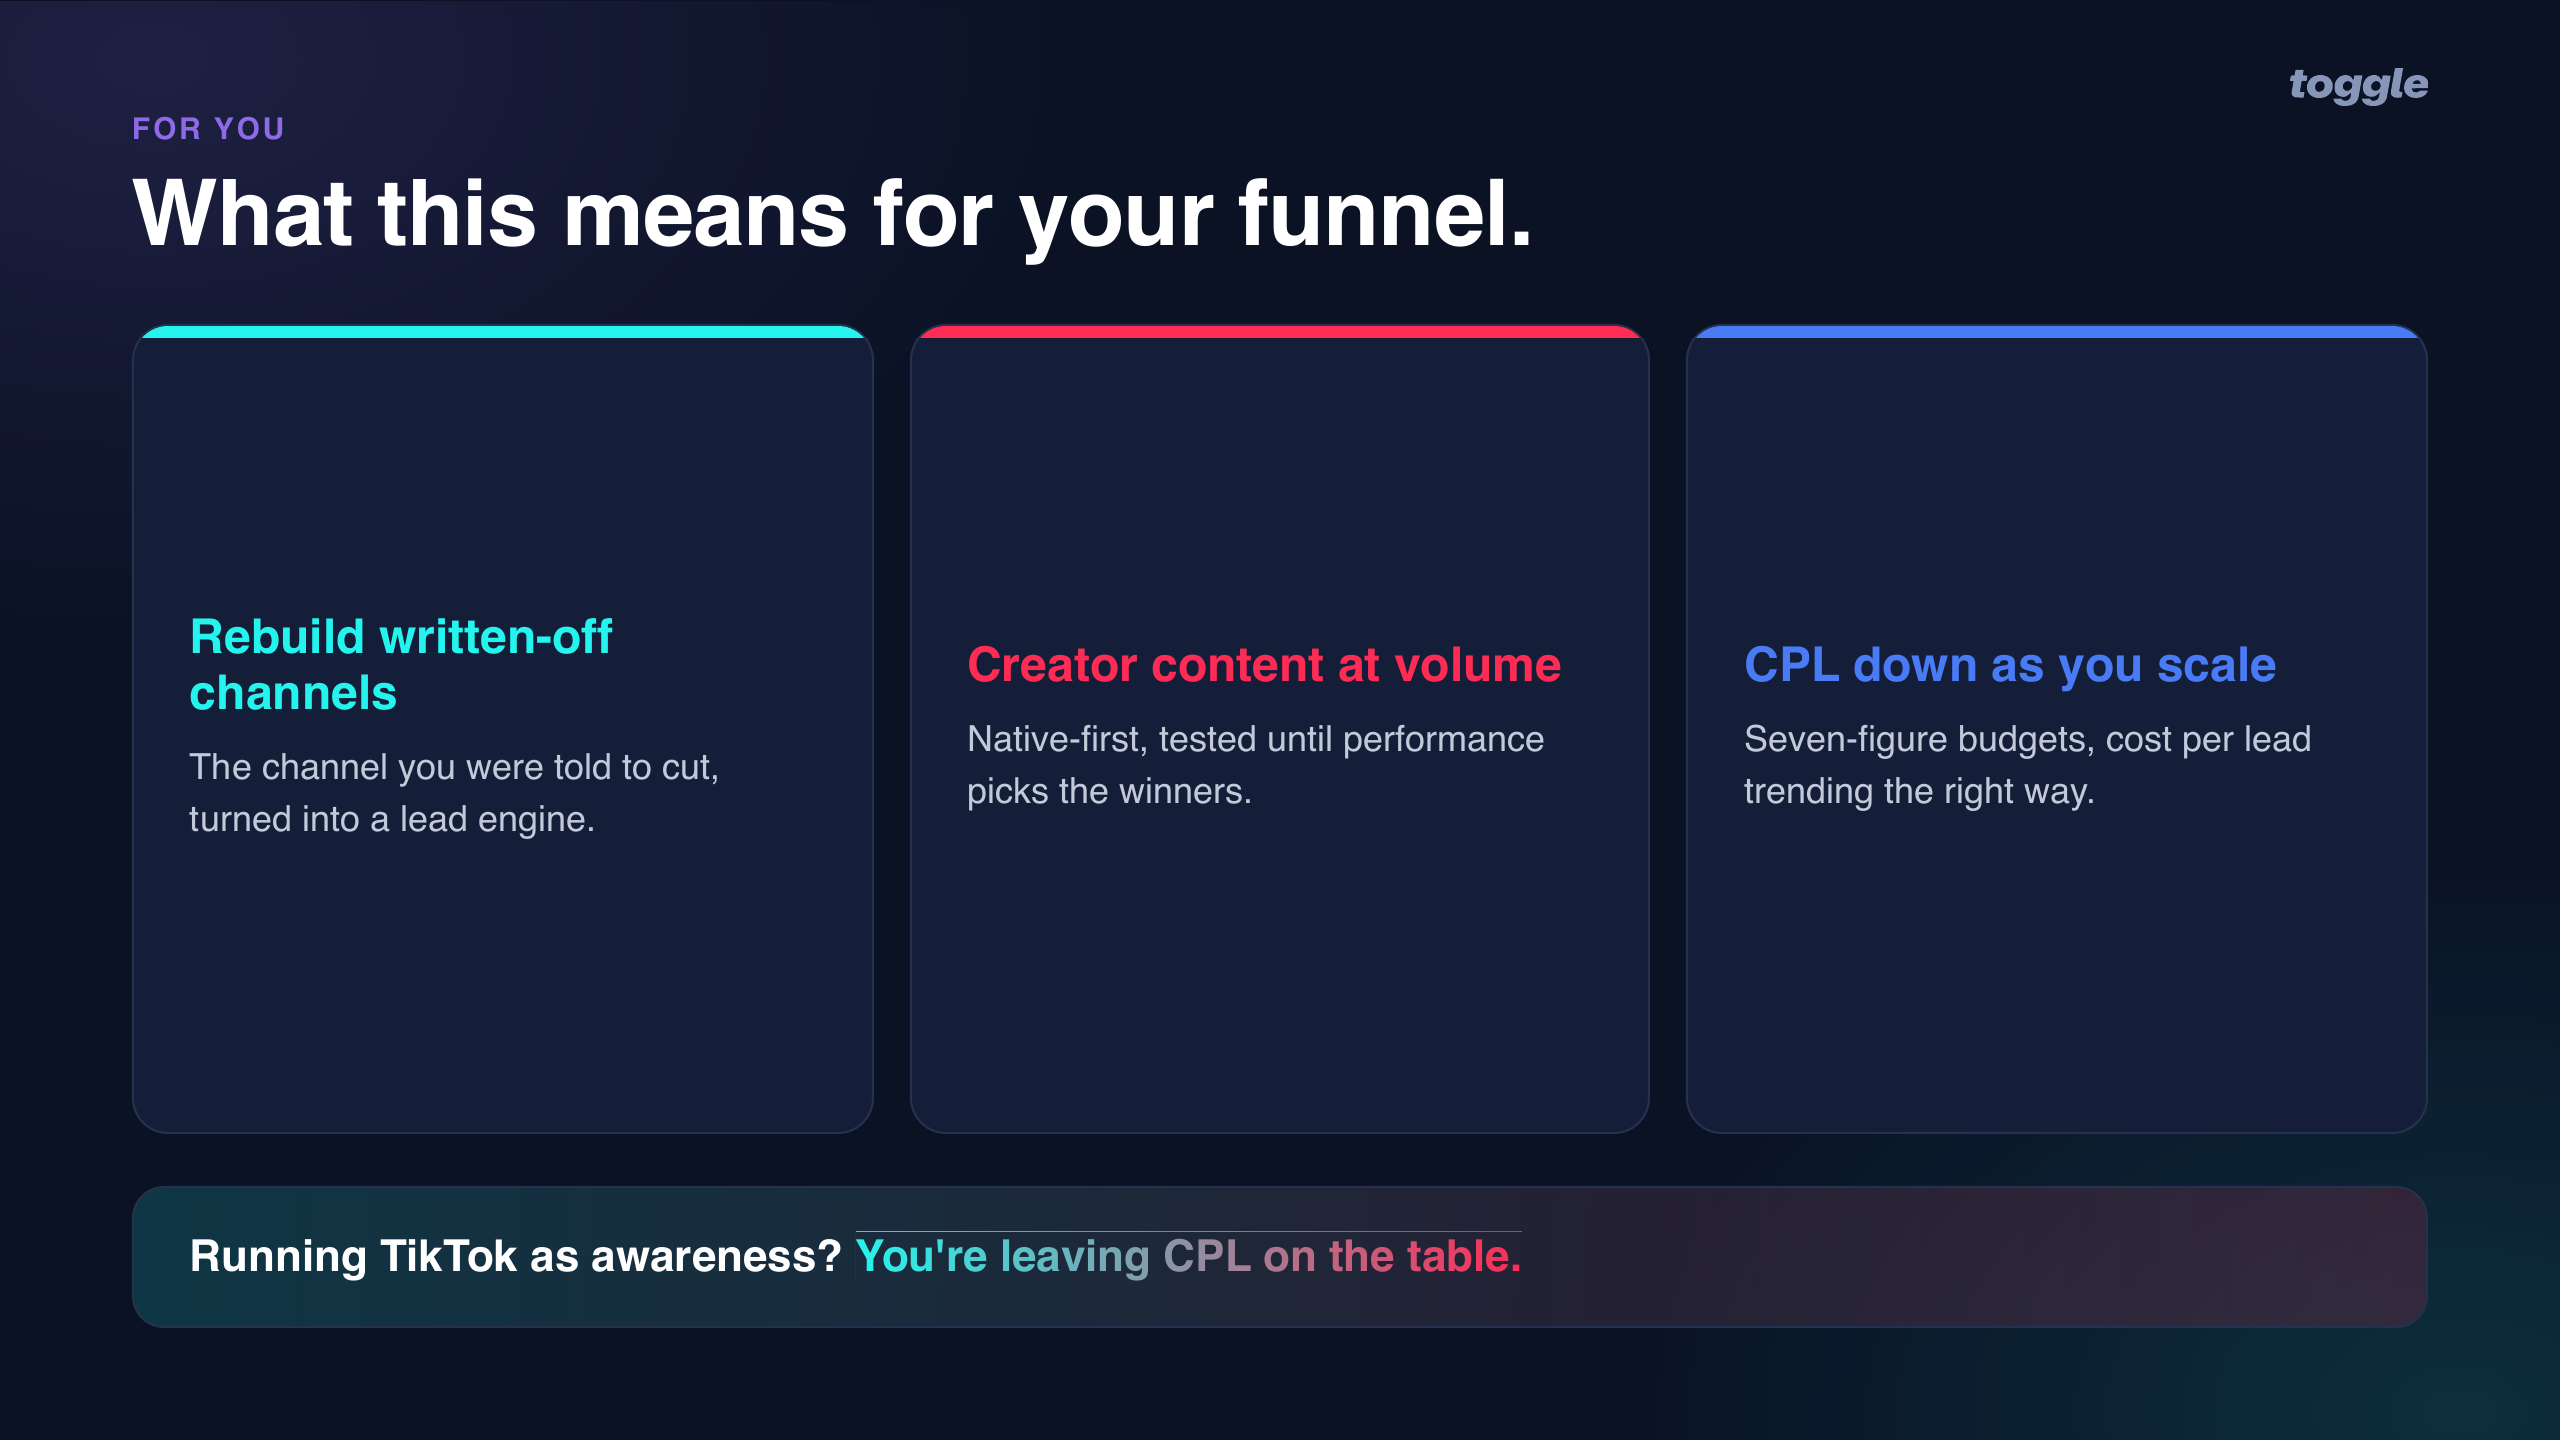 toggle
FOR YOU
What this means for your funnel.
Rebuild written-off
channels
The channel you were told to cut,
turned into a lead engine.
Creator content at volume
Native-first, tested until performance
picks the winners.
CPL down as you scale
Seven-figure budgets, cost per lead
trending the right way.
Running TikTok as awareness? You're leaving CPL on the table.